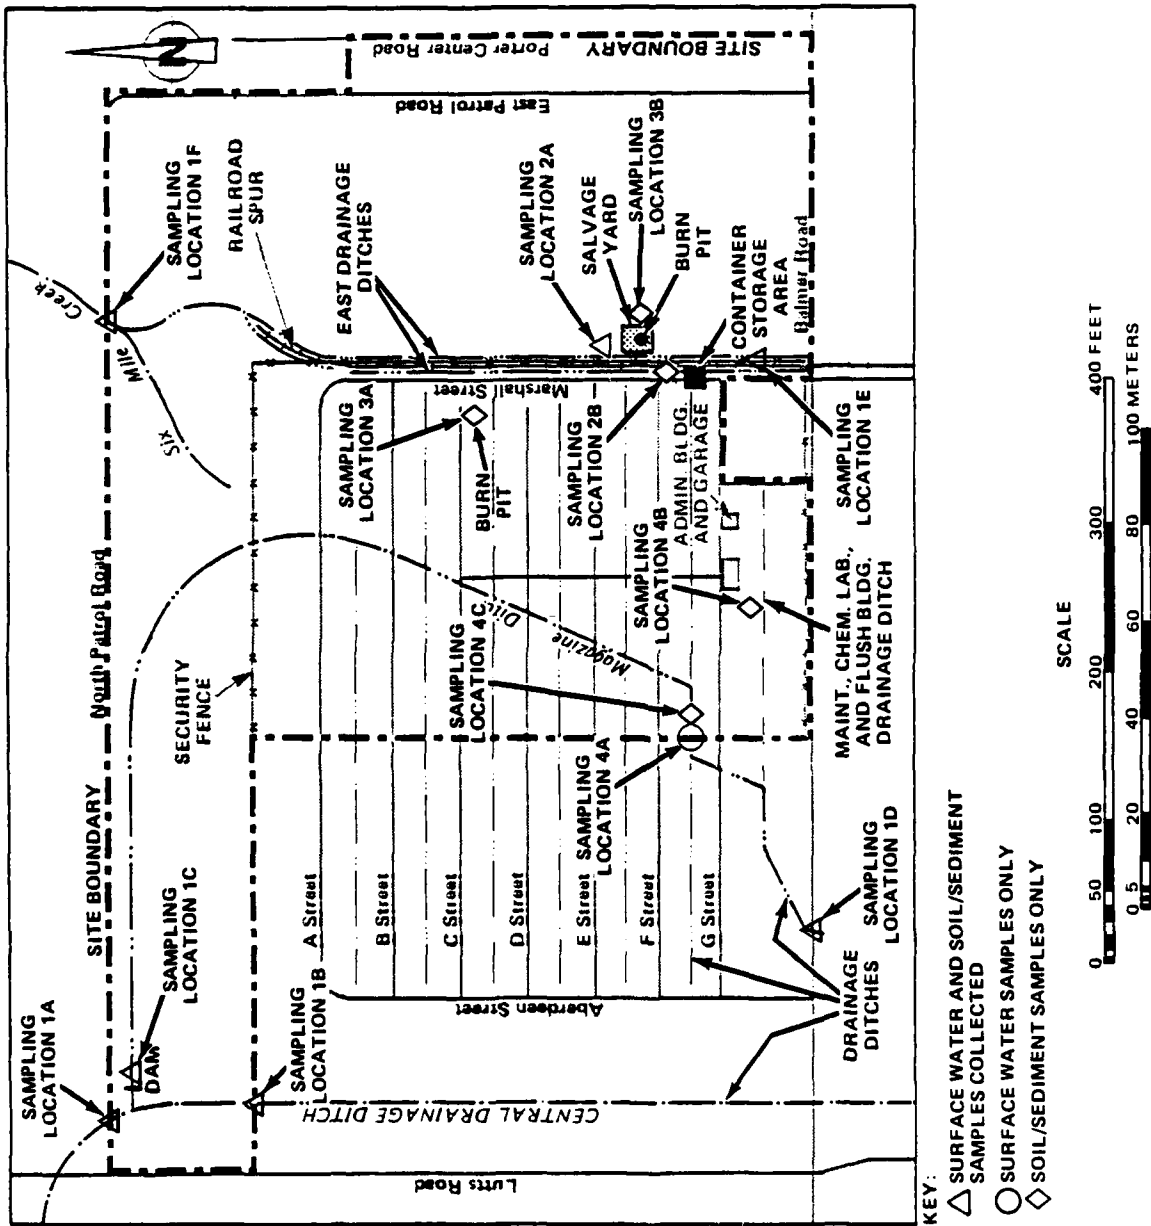 SAMPLING
LOCATION 1A
SITE BOUNDARY
North Patrol Road
SAMPLING
LOCATION 1F
Six
Mile
Creek
N
Porter Center Road
SITE BOUNDARY
East Patrol Road
DAM
SAMPLING
LOCATION 1C
SECURITY
FENCE
RAILROAD
SPUR
EAST DRAINAGE
DITCHES
SAMPLING
LOCATION 1B
A Street
B Street
C Street
D Street
E Street
F Street
G Street
Aberdeen Street
Marshall Street
CENTRAL DRAINAGE DITCH
Lutts Road
SAMPLING
LOCATION 3A
BURN
PIT
SAMPLING
LOCATION 2A
SALVAGE
YARD
SAMPLING
LOCATION 3B
BURN
PIT
CONTAINER
STORAGE
AREA
Balmer Road
SAMPLING
LOCATION 2B
ADMIN BLDG.
AND GARAGE
SAMPLING
LOCATION 4B
SAMPLING
LOCATION 4C
Magazine
Ditch
SAMPLING
LOCATION 4A
SAMPLING
LOCATION 1E
MAINT., CHEM. LAB.,
AND FLUSH BLDG.
DRAINAGE DITCH
SAMPLING
LOCATION 1D
DRAINAGE
DITCHES
KEY:
SURFACE WATER AND SOIL/SEDIMENT
SAMPLES COLLECTED
SURFACE WATER SAMPLES ONLY
SOIL/SEDIMENT SAMPLES ONLY
SCALE
0 50 100 200 300 400 FEET
0 5 20 40 60 80 100 METERS